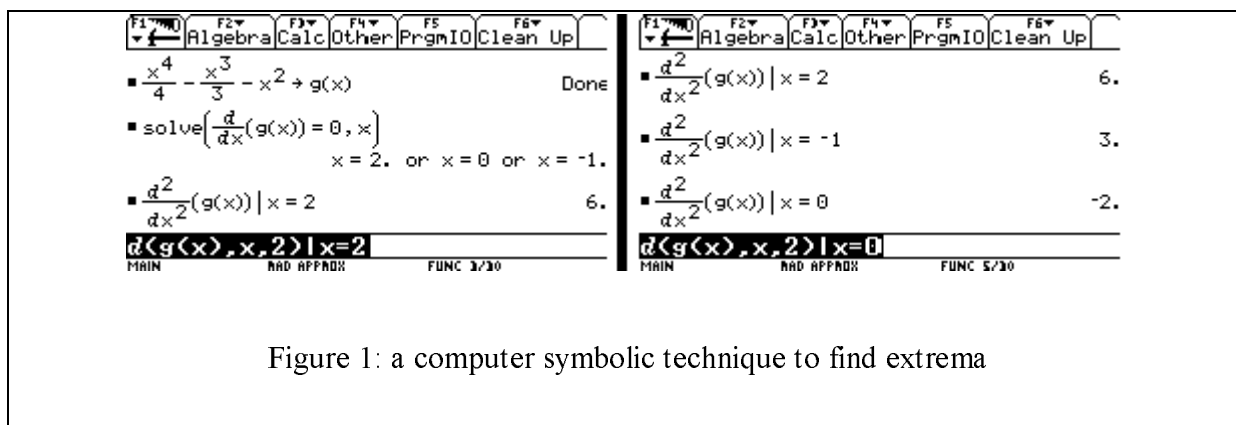 F1 F2 Algebra F3 Calc F4 Other F5 PrgmIO F6 Clean Up
■ x^4/4 - x^3/3 - x^2 → g(x) Done
■ solve(d/dx(g(x)) = 0, x)
x = 2. or x = 0 or x = -1.
■ d^2/dx^2(g(x)) | x = 2 6.
d(g(x),x,2)|x=2
MAIN RAD APPROX FUNC 3/30
F1 F2 Algebra F3 Calc F4 Other F5 PrgmIO F6 Clean Up
■ d^2/dx^2(g(x)) | x = 2 6.
■ d^2/dx^2(g(x)) | x = -1 3.
■ d^2/dx^2(g(x)) | x = 0 -2.
d(g(x),x,2)|x=0
MAIN RAD APPROX FUNC 5/30
Figure 1: a computer symbolic technique to find extrema